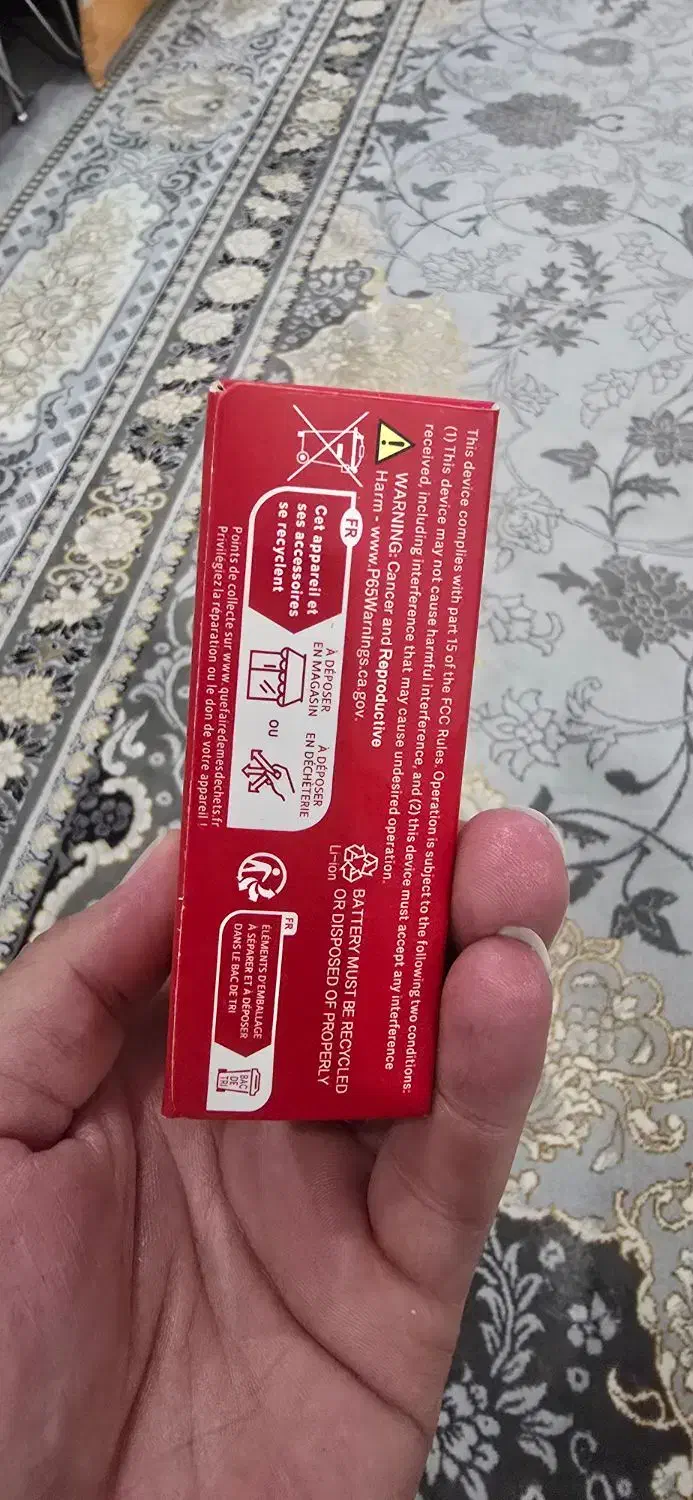 This device complies with part 15 of the FCC Rules. Operation is subject to the following two conditions:
(1) This device may not cause harmful interference, and (2) this device must accept any interference
received, including interference that may cause undesired operation.
WARNING: Cancer and Reproductive
Harm - www.P65Warnings.ca.gov.
FR
Cet appareil et
ses accessoires
se recyclent
À DÉPOSER
EN MAGASIN
OU
À DÉPOSER
EN DÉCHÈTERIE
Points de collecte sur www.quefairedemesdechets.fr
Privilégiez la réparation ou le don de votre appareil !
Li-ion
BATTERY MUST BE RECYCLED
OR DISPOSED OF PROPERLY
FR
ÉLÉMENTS D'EMBALLAGE
À SÉPARER ET À DÉPOSER
DANS LE BAC DE TRI
BAC
DE
TRI